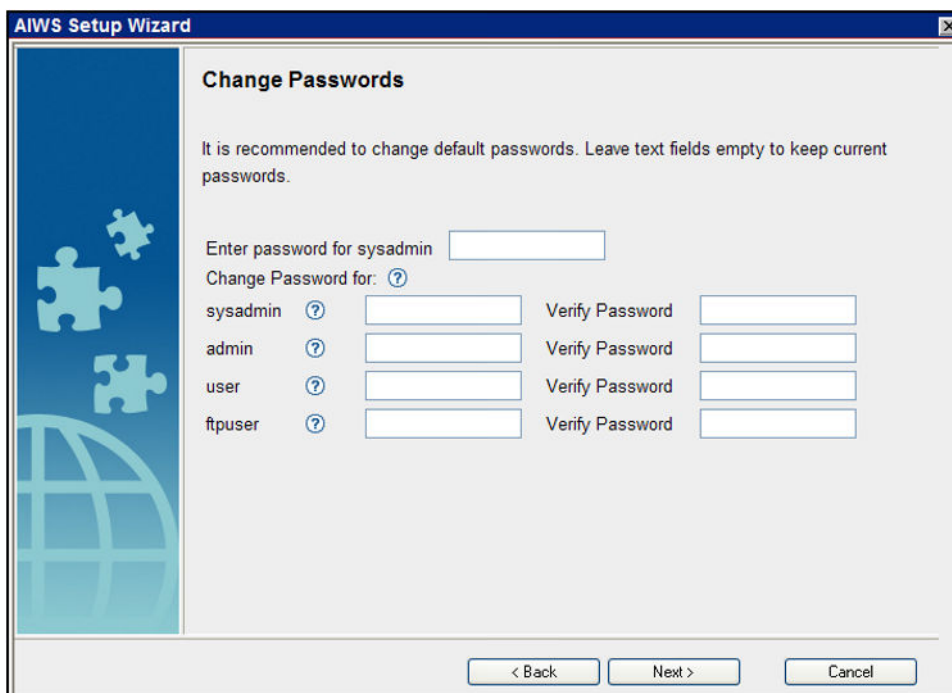 AIWS Setup Wizard
Change Passwords
It is recommended to change default passwords. Leave text fields empty to keep current
passwords.
Enter password for sysadmin
Change Password for: ?
sysadmin ? Verify Password
admin ? Verify Password
user ? Verify Password
ftpuser ? Verify Password
< Back Next > Cancel